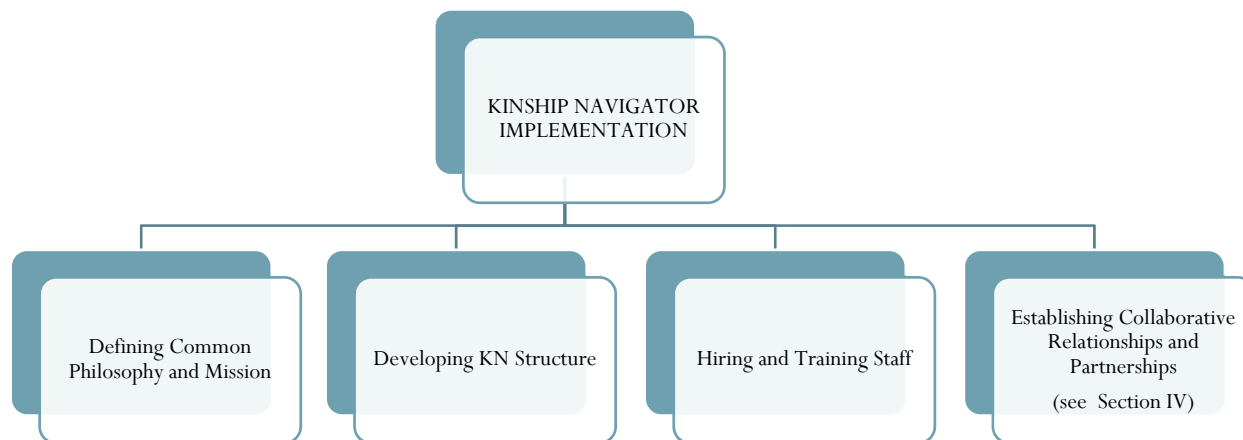 KINSHIP NAVIGATOR
IMPLEMENTATION
Defining Common
Philosophy and Mission
Developing KN Structure
Hiring and Training Staff
Establishing Collaborative
Relationships and
Partnerships
(see Section IV)